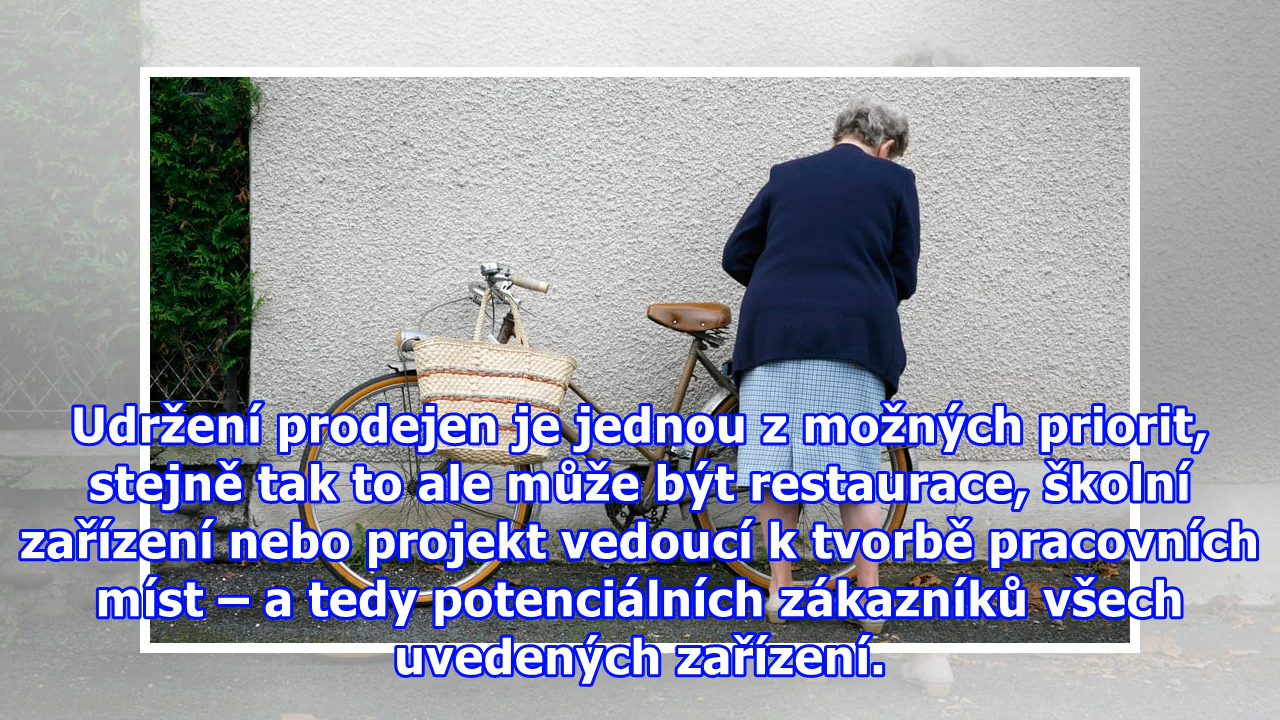 Udržení prodejen je jednou z možných priorit,
stejně tak to ale může být restaurace, školní
zařízení nebo projekt vedoucí k tvorbě pracovních
míst – a tedy potenciálních zákazníků všech
uvedených zařízení.